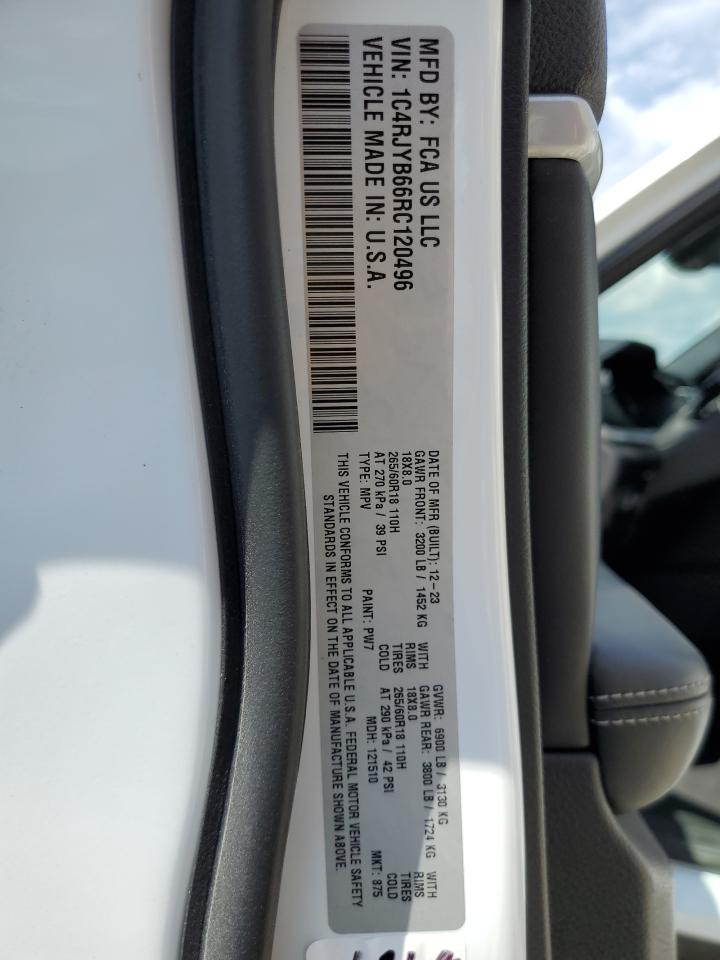 MFD BY: FCA US LLC
VIN: 1C4RJYB66RC120496
VEHICLE MADE IN: U.S.A.
DATE OF MFR (BUILT): 12-23 GVWR: 6900 LB / 3130 KG
GAWR FRONT: 3200 LB / 1452 KG WITH GAWR REAR: 3800 LB / 1724 KG WITH
18X8.0 RIMS 18X8.0 RIMS
265/60R18 110H TIRES 265/60R18 110H TIRES
AT 270 kPa / 39 PSI COLD AT 290 kPa / 42 PSI COLD
TYPE: MPV PAINT: PW7 MDH: 121510 MKT: 875
THIS VEHICLE CONFORMS TO ALL APPLICABLE U.S.A. FEDERAL MOTOR VEHICLE SAFETY
STANDARDS IN EFFECT ON THE DATE OF MANUFACTURE SHOWN ABOVE.